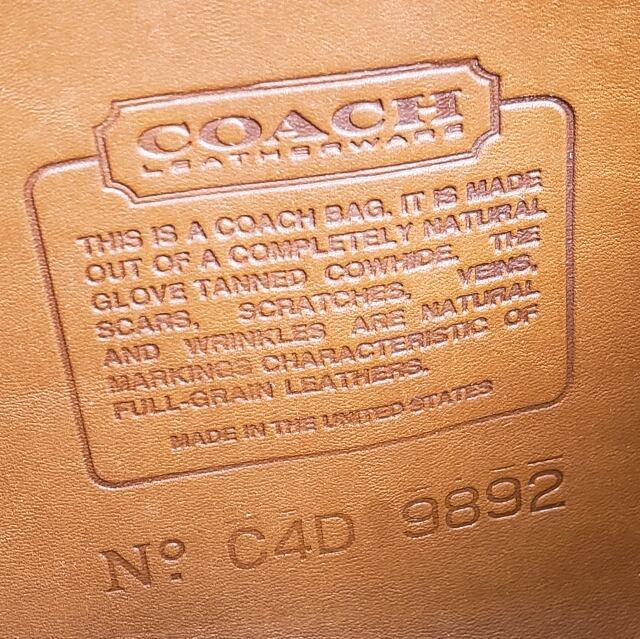 COACH
LEATHERWARE
THIS IS A COACH BAG. IT IS MADE
OUT OF A COMPLETELY NATURAL
GLOVE TANNED COWHIDE. THE
SCARS, SCRATCHES, VEINS,
AND WRINKLES ARE NATURAL
MARKINGS CHARACTERISTIC OF
FULL-GRAIN LEATHERS.
MADE IN THE UNITED STATES
Nº: C4D 9892